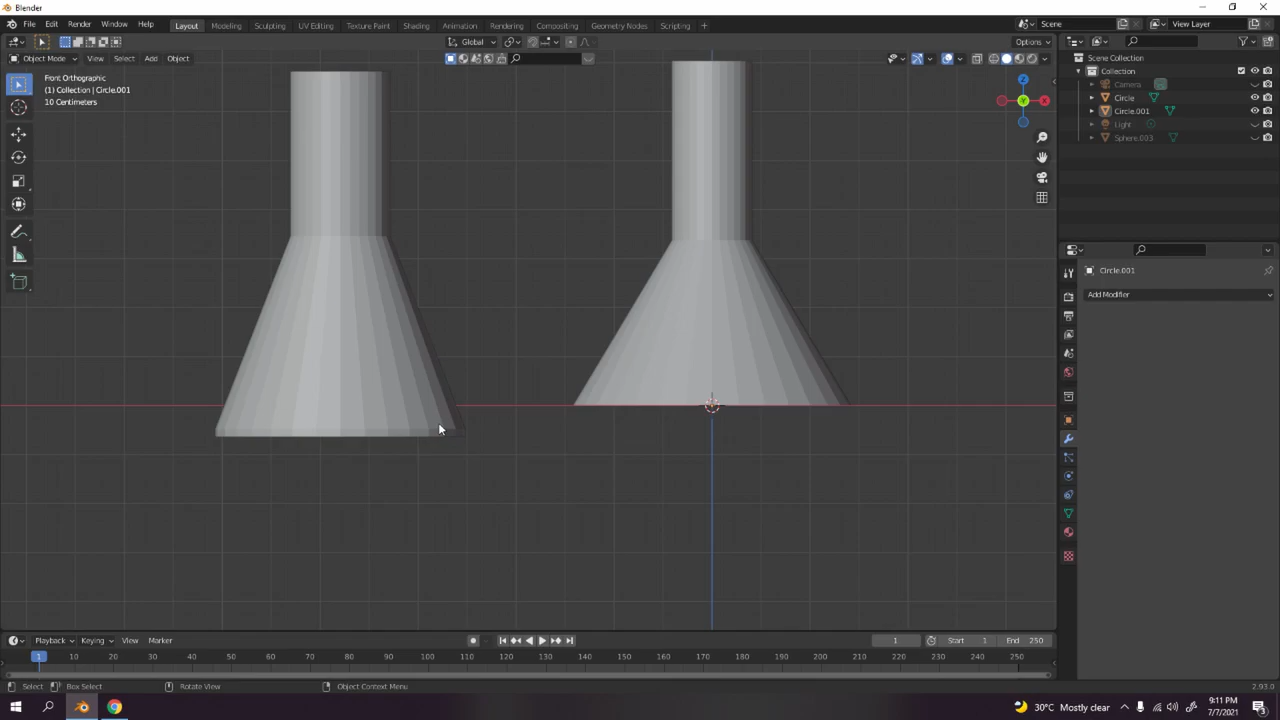 Blender
File Edit Render Window Help
Layout Modeling Sculpting UV Editing Texture Paint Shading Animation Rendering Compositing Geometry Nodes Scripting +
Scene
View Layer
Global
Options
Object Mode View Select Add Object
Front Orthographic
(1) Collection | Circle.001
10 Centimeters
Z
Y
X
Scene Collection
Collection
Camera
Circle
Circle.001
Light
Sphere.003
Circle.001
Add Modifier
Playback Keying View Marker
1
Start 1
End 250
1 10 20 30 40 50 60 70 80 90 100 110 120 130 140 150 160 170 180 190 200 210 220 230 240 250
Select
Box Select
Rotate View
Object Context Menu
2.93.0
30°C Mostly clear
9:11 PM
7/7/2021
3